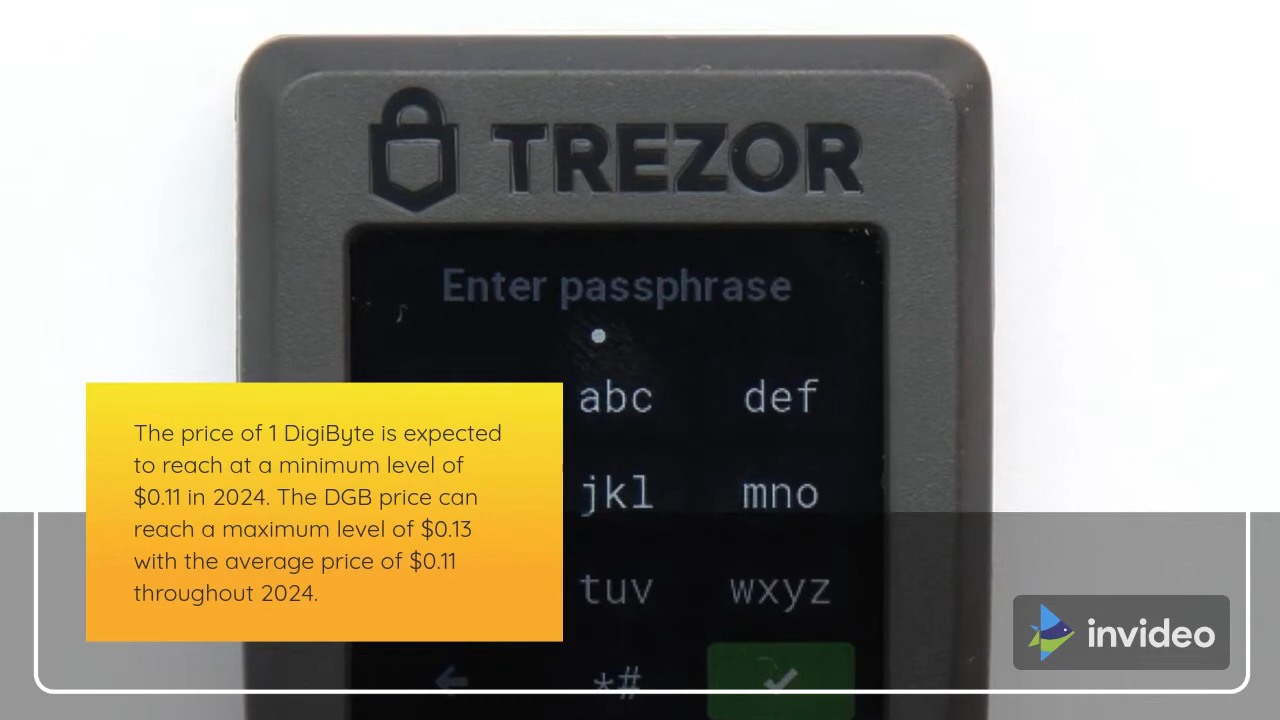 TREZOR
Enter passphrase
abc def
jkl mno
tuv wxyz
*#
The price of 1 DigiByte is expected
to reach at a minimum level of
$0.11 in 2024. The DGB price can
reach a maximum level of $0.13
with the average price of $0.11
throughout 2024.
invideo